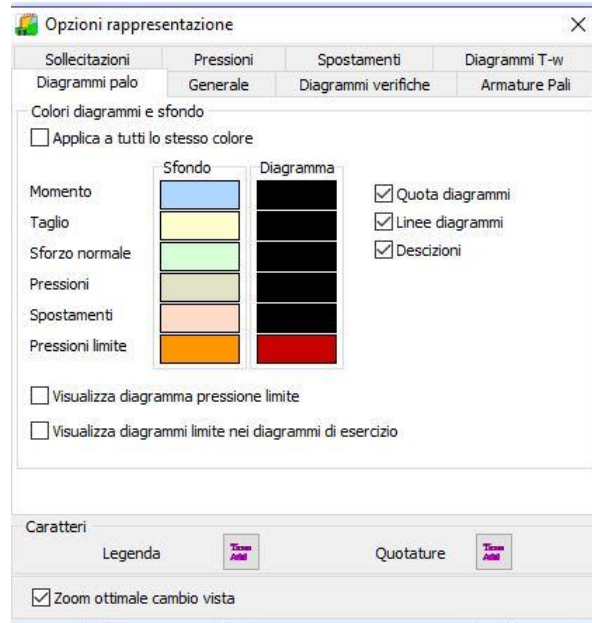 Opzioni rappresentazione
Sollecitazioni Pressioni Spostamenti Diagrammi T-w
Diagrammi palo Generale Diagrammi verifiche Armature Pali
Colori diagrammi e sfondo
Applica a tutti lo stesso colore
Sfondo Diagramma
Momento Quota diagrammi
Taglio Linee diagrammi
Sforzo normale Descizioni
Pressioni
Spostamenti
Pressioni limite
Visualizza diagramma pressione limite
Visualizza diagrammi limite nei diagrammi di esercizio
Caratteri
Legenda Quotature
Zoom ottimale cambio vista